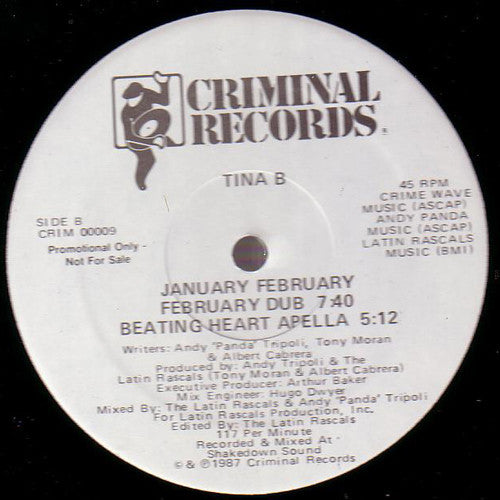 CRIMINAL
RECORDS
TINA B
SIDE B
CRIM 00009
Promotional Only -
Not For Sale
45 RPM
CRIME WAVE
MUSIC (ASCAP)
ANDY PANDA
MUSIC (ASCAP)
LATIN RASCALS
MUSIC (BMI)
JANUARY FEBRUARY
FEBRUARY DUB 7:40
BEATING HEART APELLA 5:12
Writers: Andy "Panda" Tripoli, Tony Moran
& Albert Cabrera
Produced by: Andy Tripoli & The
Latin Rascals (Tony Moran & Albert Cabrera)
Executive Producer: Arthur Baker
Mix Engineer: Hugo Dwyer
Mixed By: The Latin Rascals & Andy "Panda" Tripoli
For Latin Rascals Production, Inc.
Edited By: The Latin Rascals
117 Per Minute
Recorded & Mixed At -
Shakedown Sound
© & ℗1987 Criminal Records